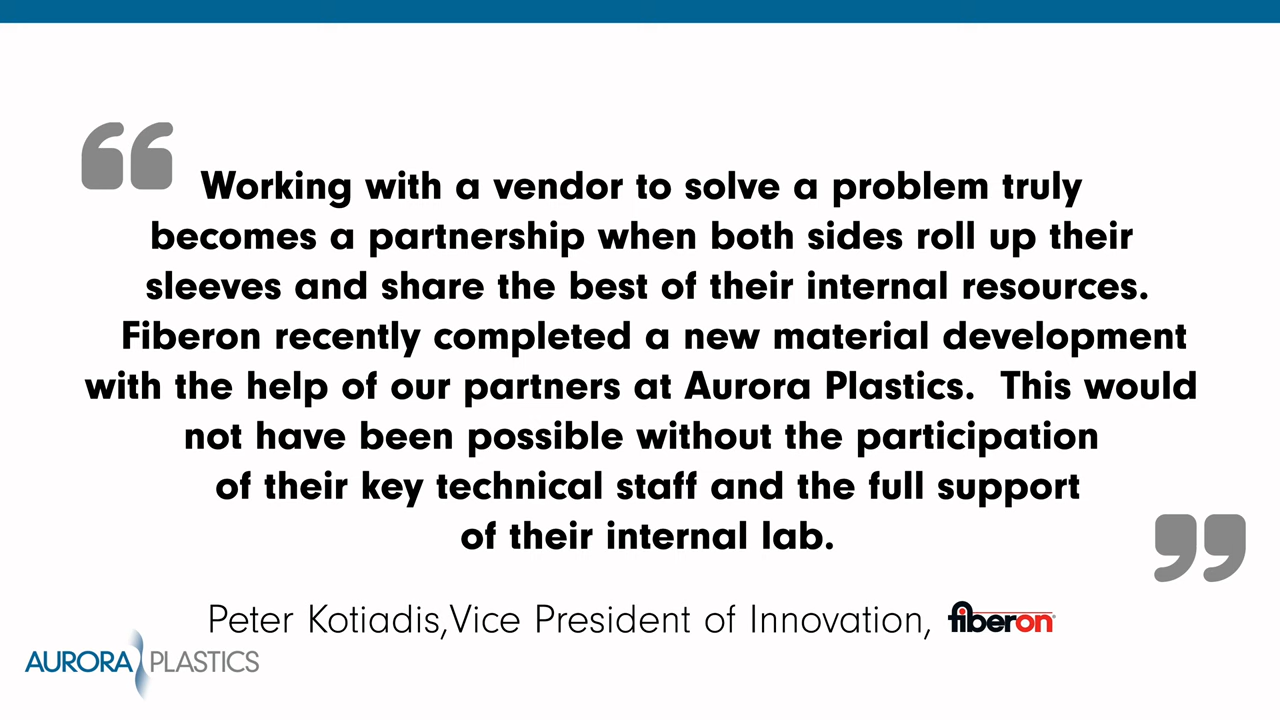 “
Working with a vendor to solve a problem truly
becomes a partnership when both sides roll up their
sleeves and share the best of their internal resources.
Fiberon recently completed a new material development
with the help of our partners at Aurora Plastics.  This would
not have been possible without the participation
of their key technical staff and the full support
of their internal lab.
”
Peter Kotiadis,Vice President of Innovation, fiberon®
AURORA PLASTICS